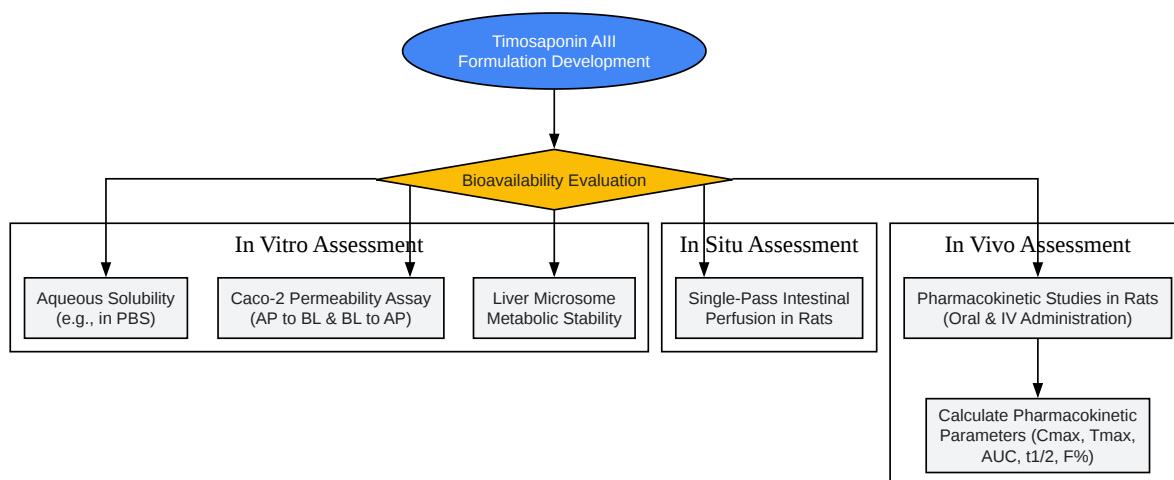 Timosaponin AIII
Formulation Development
Bioavailability Evaluation
In Vitro Assessment
Aqueous Solubility
(e.g., in PBS)
Caco-2 Permeability Assay
(AP to BL & BL to AP)
Liver Microsome
Metabolic Stability
In Situ Assessment
Single-Pass Intestinal
Perfusion in Rats
In Vivo Assessment
Pharmacokinetic Studies in Rats
(Oral & IV Administration)
Calculate Pharmacokinetic
Parameters (Cmax, Tmax,
AUC, t1/2, F%)